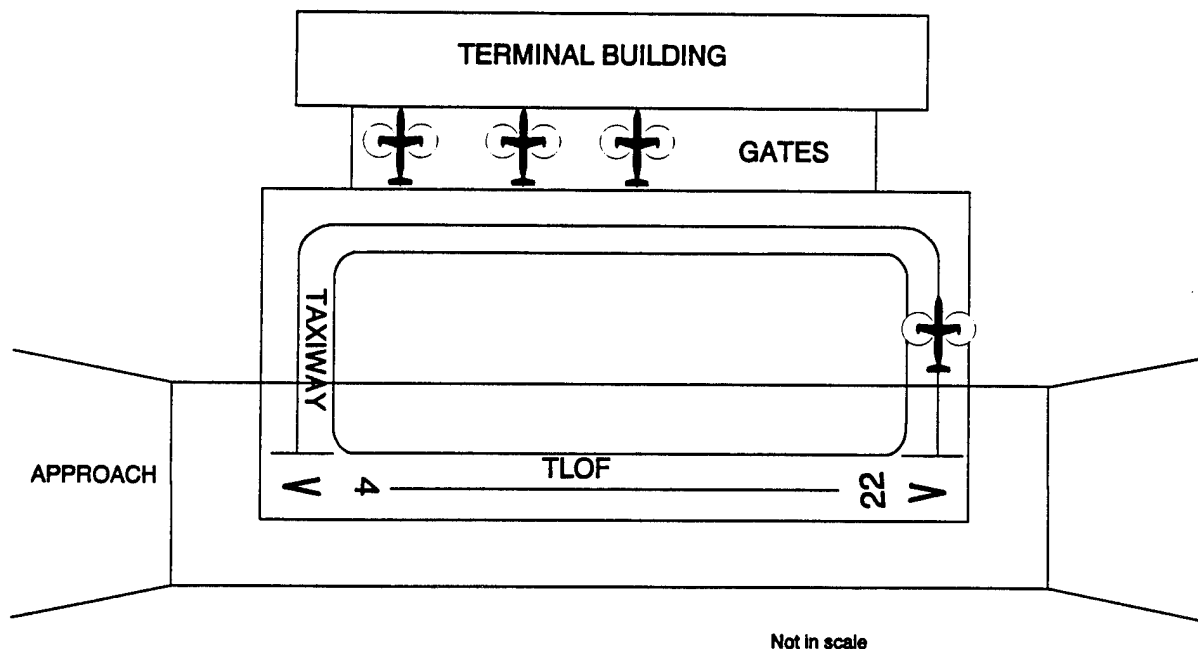 TERMINAL BUILDING
GATES
TAXIWAY
APPROACH
TLOF
V
4
22
V
Not in scale